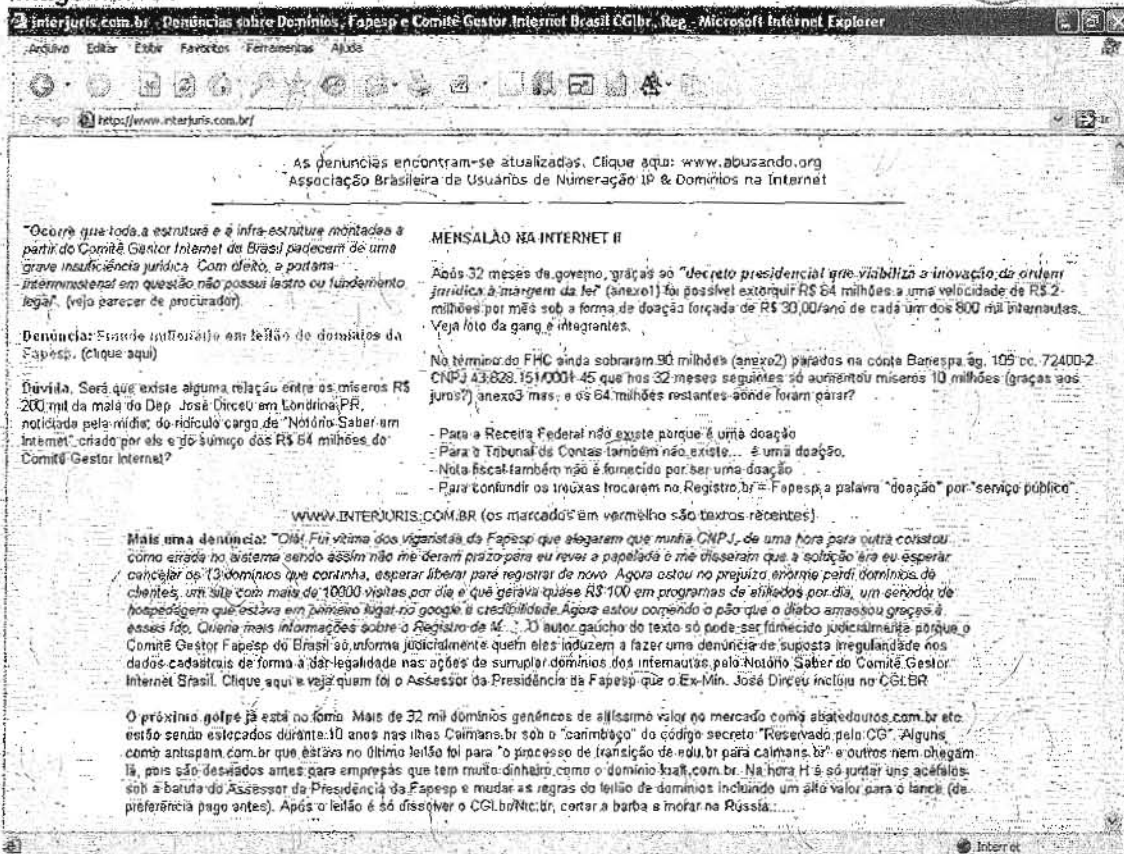 interjuris.com.br - Denúncias sobre Domínios, Fapesp e Comitê Gestor Internet Brasil CGIbr, Reg - Microsoft Internet Explorer
Arquivo Editar Exibir Favoritos Ferramentas Ajuda
http://www.interjuris.com.br/
As denuncias encontram-se atualizadas. Clique aqui: www.abusando.org
Associação Brasileira de Usuários de Numeração IP & Domínios na Internet
"Ocorre que toda a estrutura e a infra-estrutura montadas a
partir do Comitê Gestor Internet do Brasil padecem de uma
grave insuficiência jurídica. Com efeito, a portaria
interministerial em questão não possui lastro ou fundamento
legal". (veja parecer de procurador)
Denúncia: Fraude milionário em leilão de domínios da
Fapesp. (clique aqui)
Dúvida. Será que existe alguma relação entre os míseros R$
200 mil da mala do Dep. José Dirceu em Londrina PR,
noticiada pela mídia; do ridículo cargo de "Notório Saber em
Internet" criado por ele e do sumiço dos R$ 64 milhões do
Comitê Gestor Internet?
MENSALÃO NA INTERNET II
Após 32 meses de governo, graças ao "decreto presidencial que viabiliza a inovação da ordem
jurídica à margem da lei" (anexo1) foi possível extorquir R$ 64 milhões a uma velocidade de R$ 2
milhões por mês sob a forma de doação forçada de R$ 30,00/ano de cada um dos 800 mil internautas.
Veja foto da gang e integrantes.
No término do FHC ainda sobraram 90 milhões (anexo2) parados na conta Banespa ag. 109 cc. 72400-2
CNPJ 43.828.151/0001-45 que nos 32 meses seguintes só aumentou míseros 10 milhões (graças aos
juros?) anexo3 mas, e os 64 milhões restantes aonde foram parar?
- Para a Receita Federal não existe porque é uma doação
- Para o Tribunal de Contas também não existe... é uma doação.
- Nota fiscal também não é fornecido por ser uma doação
- Para confundir os trouxas trocaram no Registro.br = Fapesp a palavra "doação" por "serviço público".
WWW.INTERJURIS.COM.BR (os marcados em vermelho são textos recentes)
Mais uma denúncia: "Olá! Fui vítima dos vigaristas da Fapesp que alegaram que minha CNPJ, de uma hora para outra constou
como errada no sistema sendo assim não me deram prazo para eu rever a papelada e me disseram que a solução era eu esperar
cancelar os 13 domínios que continha, esperar liberar para registrar de novo. Agora estou no prejuízo enorme perdi domínios de
clientes, um site com mais de 10000 visitas por dia e que gerava quase R$ 100 em programas de afiliados por dia, um servidor de
hospedagem que estava em primeiro lugar no google e credibilidade. Agora estou comendo o pão que o diabo amassou graças à
esses fdp. Queria mais informações sobre o Registro de M...". O autor gaúcho do texto só pode ser fornecido judicialmente porque o
Comitê Gestor Fapesp do Brasil só informa judicialmente quem eles induzem a fazer uma denúncia de suposta irregularidade nos
dados cadastrais de forma à dar legalidade nas ações de surrupiar domínios dos internautas pelo Notório Saber do Comitê Gestor
Internet Brasil. Clique aqui e veja quem foi o Assessor da Presidência da Fapesp que o Ex-Min. José Dirceu incluiu no CGI.BR
O próximo golpe já está no forno. Mais de 32 mil domínios genéricos de altíssimo valor no mercado como abatedouros.com.br etc
estão sendo estocados durante 10 anos nas ilhas Caimans.br sob o "carimbaço" do código secreto "Reservado pelo CG". Alguns
como antispam.com.br que estava no último leilão foi para "o processo de transição de edu.br para caimans.br" e outros nem chegam
lá, pois são desviados antes para empresas que tem muito dinheiro como o domínio kraft.com.br. Na hora H é só juntar uns acéfalos
sob a batuta do Assessor da Presidência da Fapesp e mudar as regras do leilão de domínios incluindo um alto valor para o lance (de
preferência pago antes). Após o leilão é só dissolver o CGI.br/Nic.br, cortar a barba e morar na Rússia.....
Internet